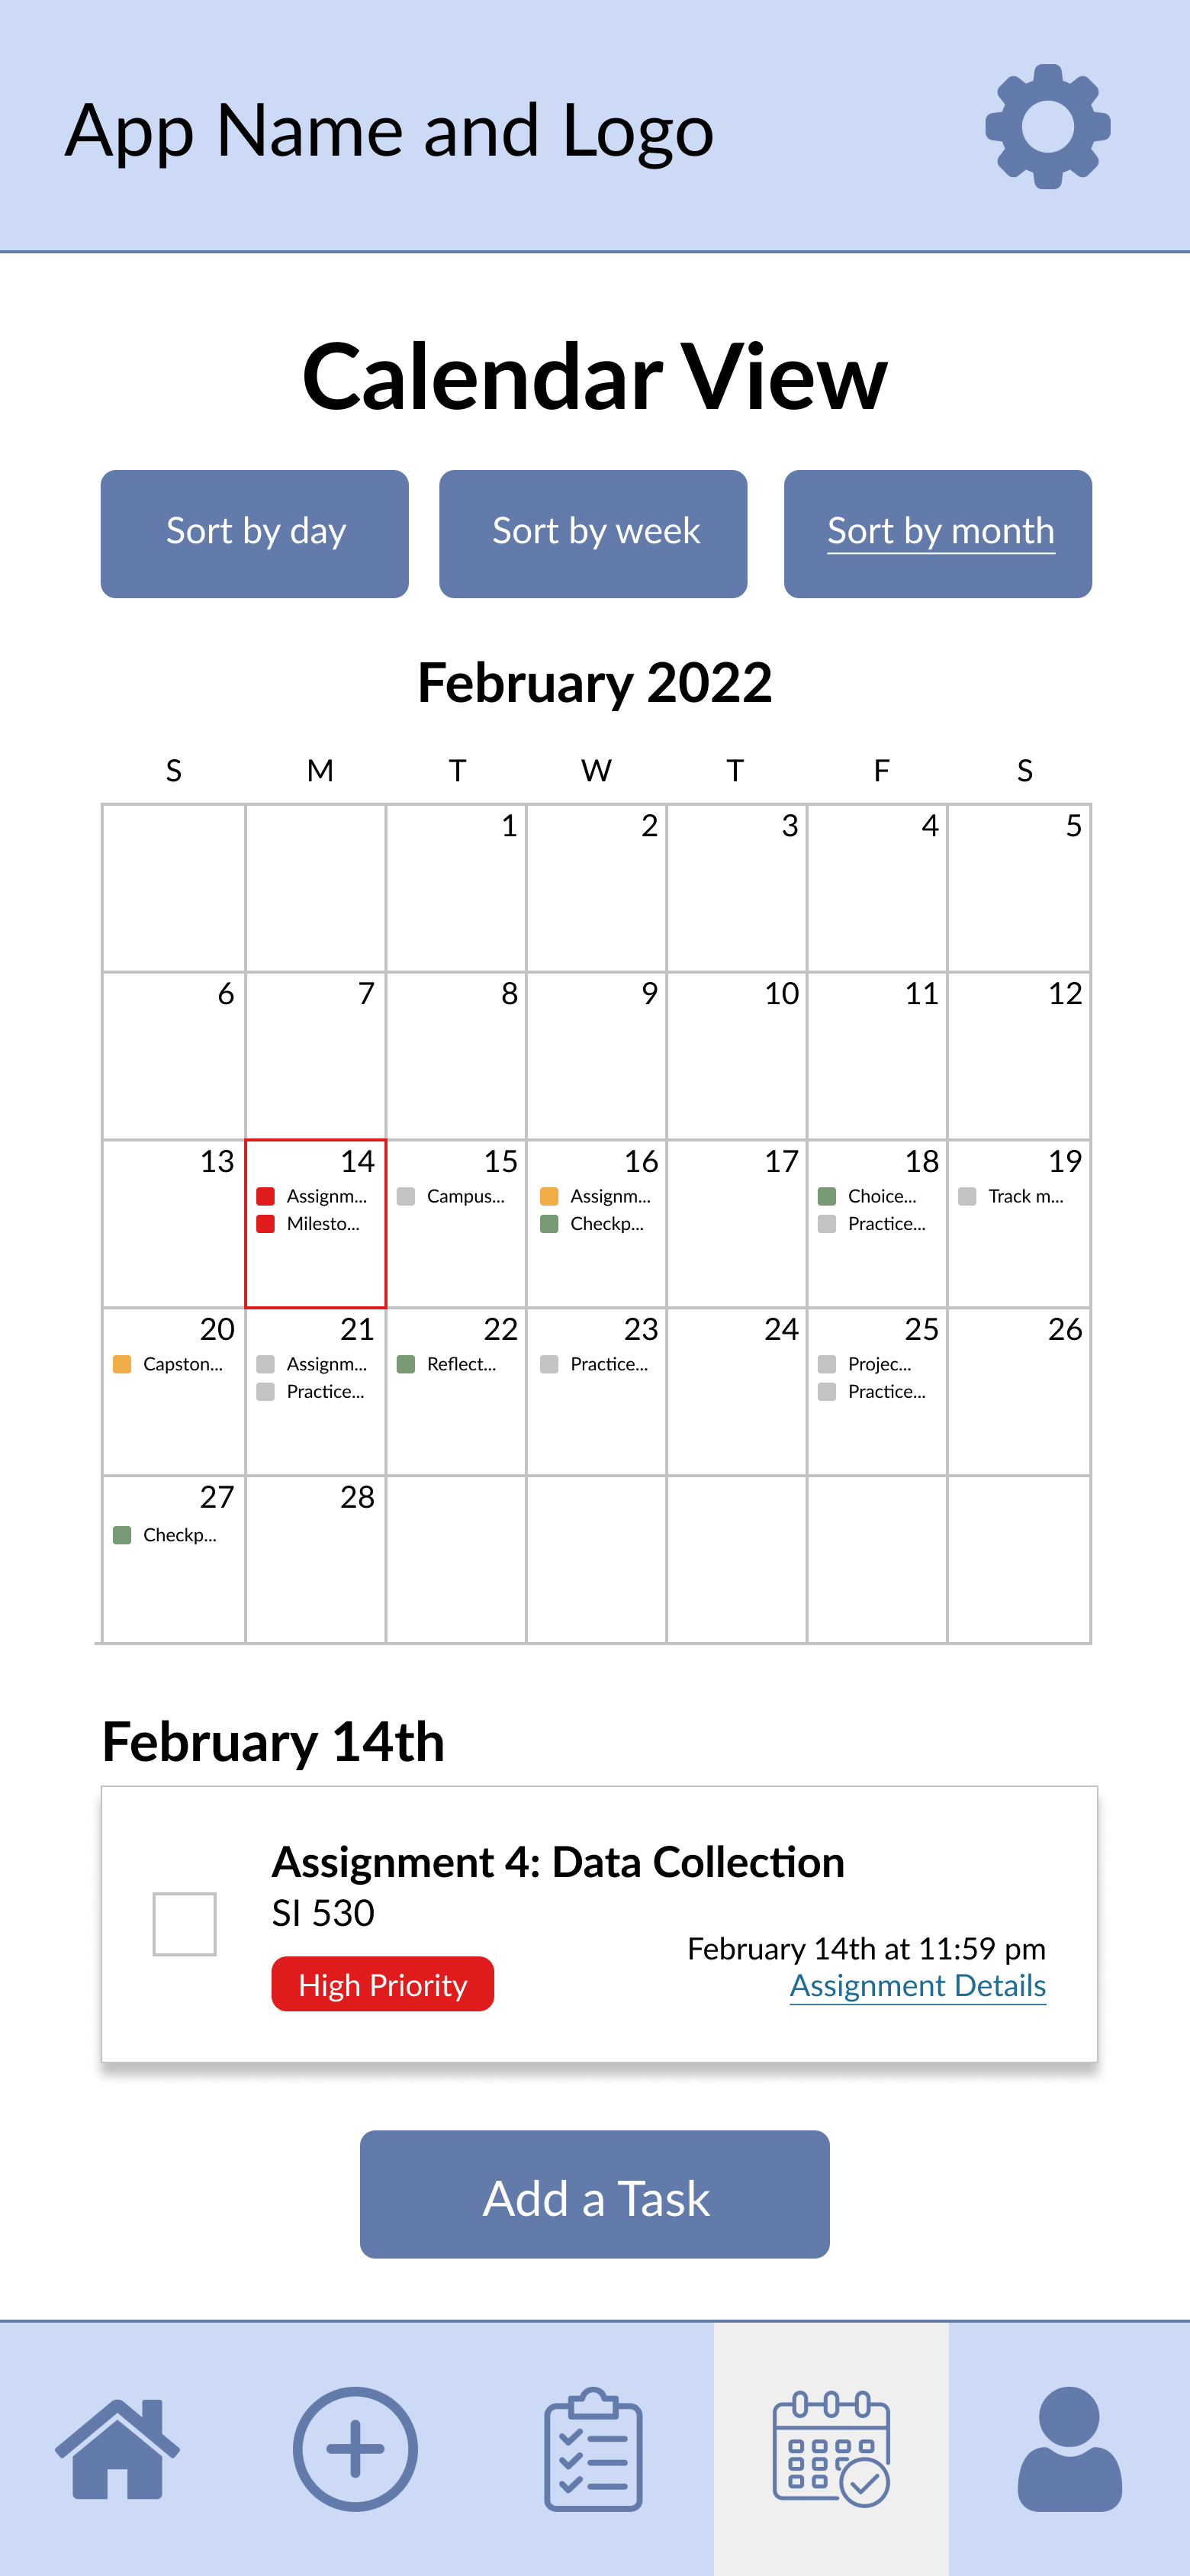 App Name and Logo
Calendar View
Sort by day Sort by week Sort by month
February 2022
S M T W T F S
1 2 3 4 5
6 7 8 9 10 11 12
13 14 15 16 17 18 19
Assignm... Campus... Assignm... Choice... Track m...
Milesto... Checkp... Practice...
20 21 22 23 24 25 26
Capston... Assignm... Reflect... Practice... Projec...
Practice... Practice...
27 28
Checkp...
February 14th
Assignment 4: Data Collection
SI 530
February 14th at 11:59 pm
High Priority Assignment Details
Add a Task